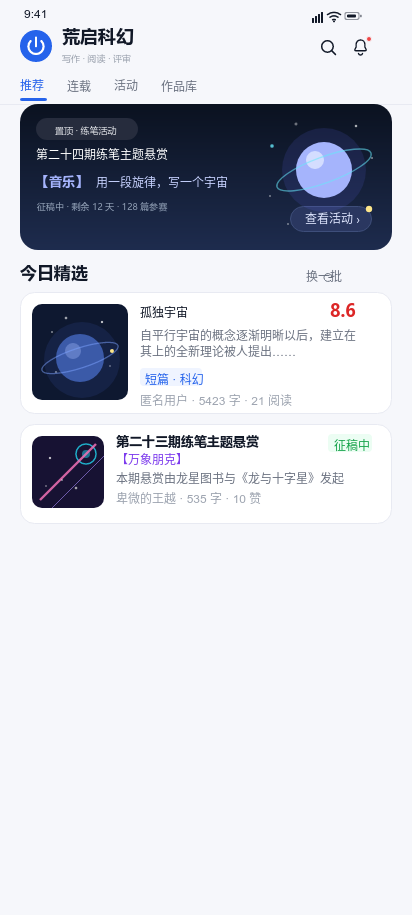 9:41
荒启科幻
写作 · 阅读 · 评审
推荐 连载 活动 作品库
置顶 · 练笔活动
第二十四期练笔主题悬赏
【音乐】 用一段旋律，写一个宇宙
征稿中 · 剩余 12 天 · 128 篇参赛
查看活动 ›
今日精选
换一批
孤独宇宙
8.6
自平行宇宙的概念逐渐明晰以后，建立在
其上的全新理论被人提出……
短篇 · 科幻
匿名用户 · 5423 字 · 21 阅读
第二十三期练笔主题悬赏
征稿中
【万象朋克】
本期悬赏由龙星图书与《龙与十字星》发起
卑微的王越 · 535 字 · 10 赞